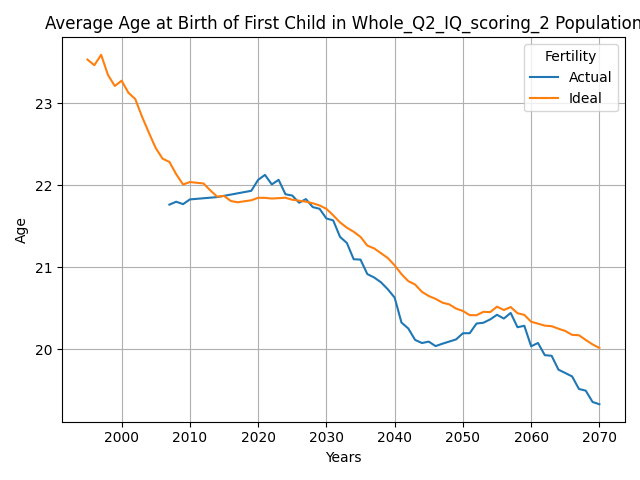 Average Age at Birth of First Child in Whole_Q2_IQ_scoring_2 Population
Fertility
Actual
Ideal
23
22
21
20
Age
2000
2010
2020
2030
2040
2050
2060
2070
Years